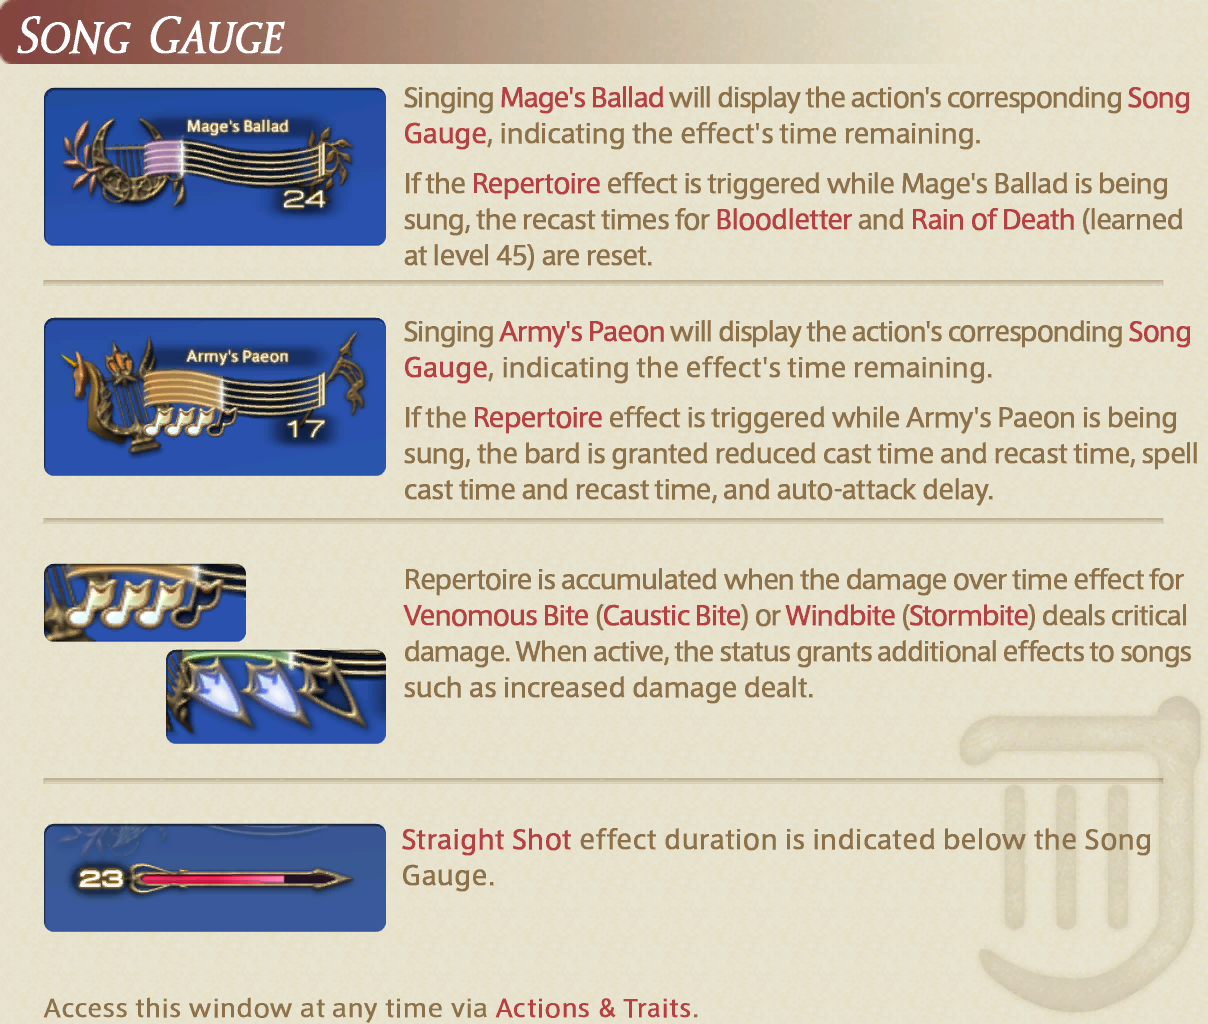 SONG GAUGE
Mage's Ballad
24
Singing Mage's Ballad will display the action's corresponding Song
Gauge, indicating the effect's time remaining.
If the Repertoire effect is triggered while Mage's Ballad is being
sung, the recast times for Bloodletter and Rain of Death (learned
at level 45) are reset.
Army's Paeon
17
Singing Army's Paeon will display the action's corresponding Song
Gauge, indicating the effect's time remaining.
If the Repertoire effect is triggered while Army's Paeon is being
sung, the bard is granted reduced cast time and recast time, spell
cast time and recast time, and auto-attack delay.
Repertoire is accumulated when the damage over time effect for
Venomous Bite (Caustic Bite) or Windbite (Stormbite) deals critical
damage. When active, the status grants additional effects to songs
such as increased damage dealt.
23
Straight Shot effect duration is indicated below the Song
Gauge.
Access this window at any time via Actions & Traits.